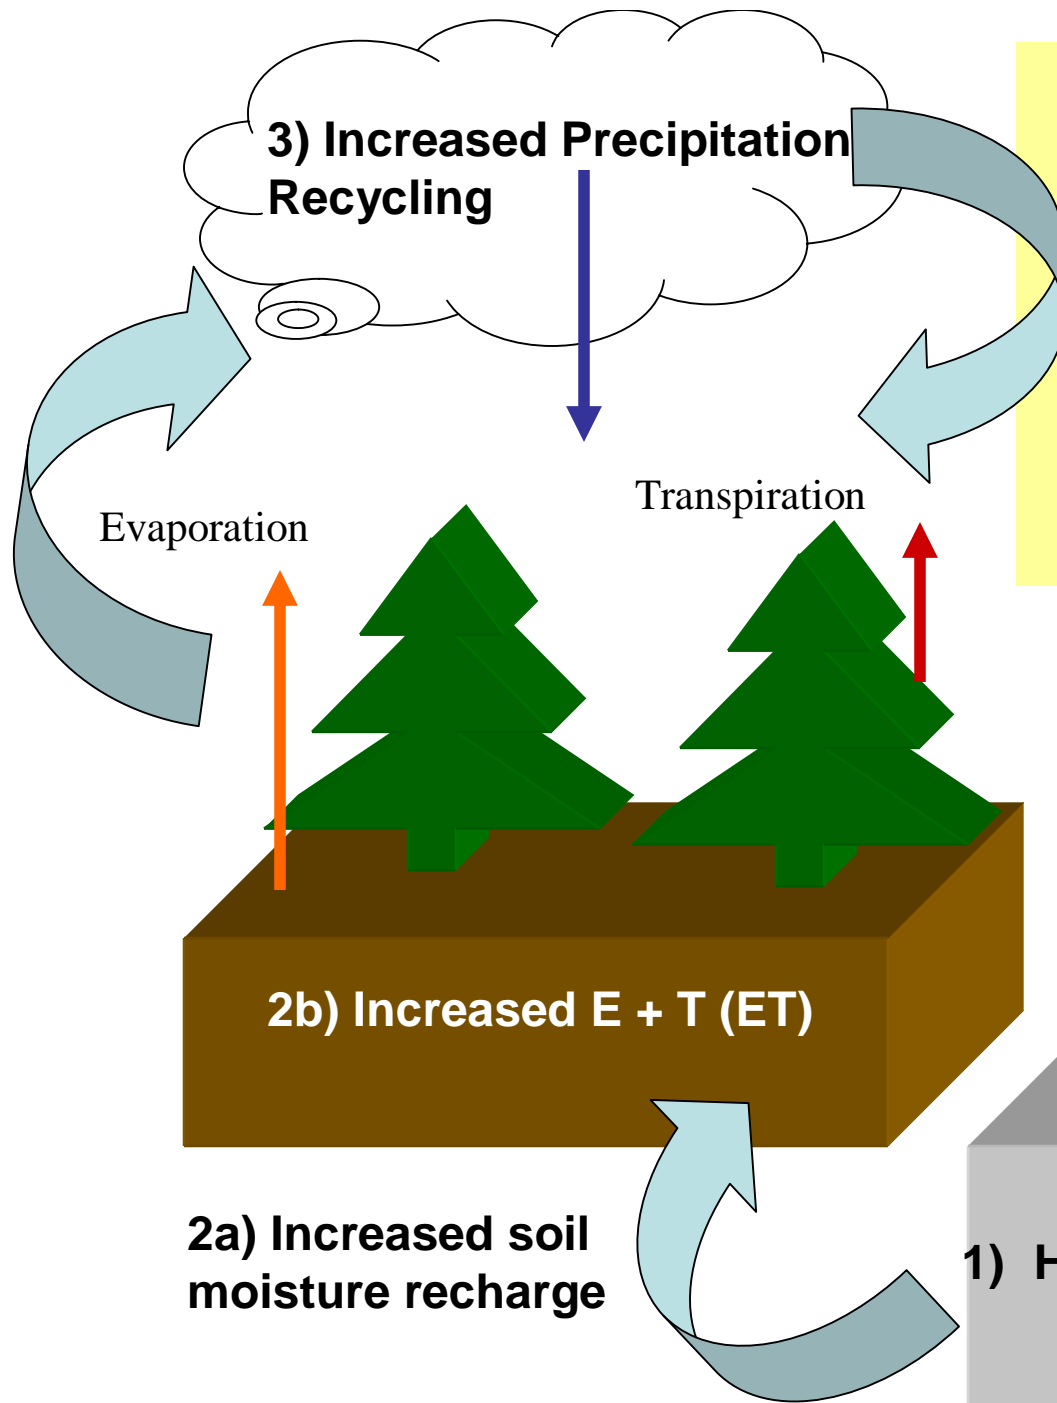 3) Increased Precipitation
Recycling
Transpiration
Evaporation
2b) Increased E + T (ET)
2a) Increased soil
moisture recharge
1) H